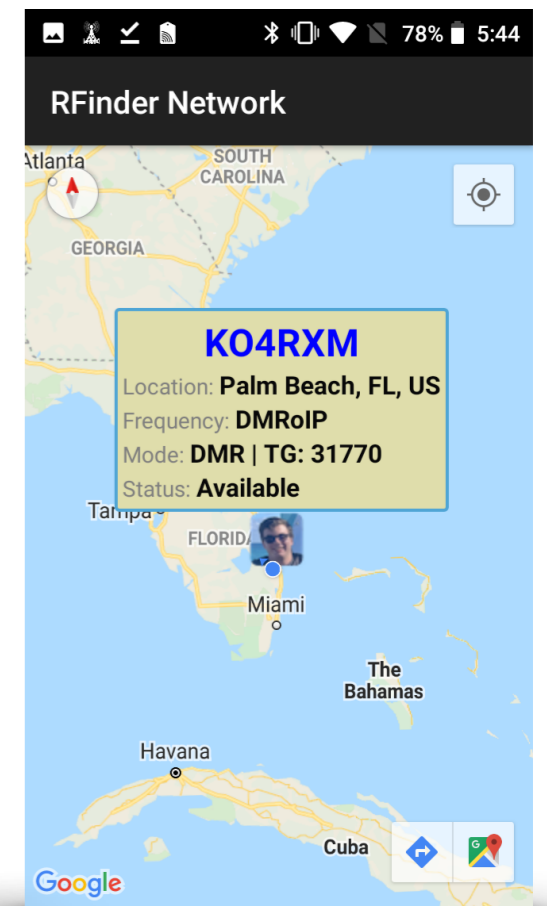 78% 5:44
RFinder Network
Atlanta
SOUTH
CAROLINA
GEORGIA
KO4RXM
Location: Palm Beach, FL, US
Frequency: DMRoIP
Mode: DMR | TG: 31770
Status: Available
Tampa
FLORIDA
Miami
The
Bahamas
Havana
Cuba
G
Google